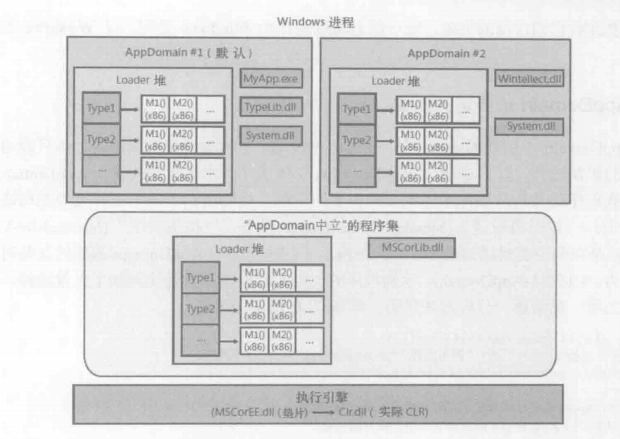 Windows 进程
AppDomain #1 ( 默 认 )
Loader 堆
MyApp.exe
TypeLib.dll
System.dll
Type1
M1()
(x86)
M2()
(x86)
...
Type2
M1()
(x86)
M2()
(x86)
...
M1()
(x86)
M2()
(x86)
...
AppDomain #2
Loader 堆
Wintellect.dll
System.dll
Type1
M1()
(x86)
M2()
(x86)
...
Type2
M1()
(x86)
M2()
(x86)
...
M1()
(x86)
M2()
(x86)
...
“AppDomain中立”的程序集
Loader 堆
MSCorLib.dll
Type1
M1()
(x86)
M2()
(x86)
...
Type2
M1()
(x86)
M2()
(x86)
...
...
M1()
(x86)
M2()
(x86)
...
执行引擎
(MSCorEE.dll (垫片) → Clr.dll ( 实际 CLR)